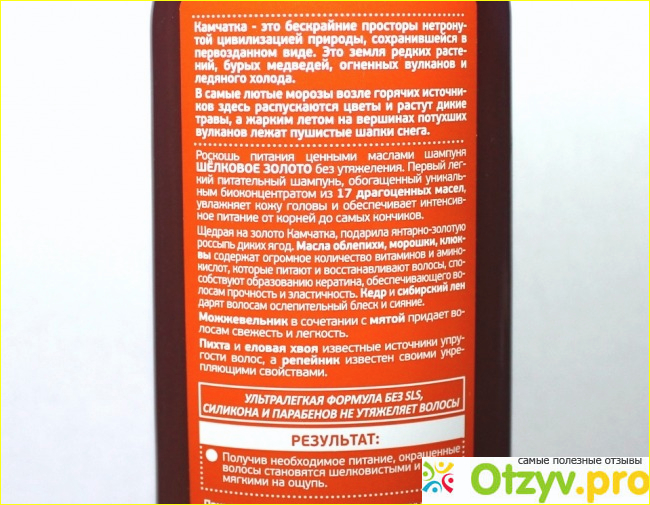 Камчатка - это бескрайние просторы нетрону-
той цивилизацией природы, сохранившейся в
первозданном виде. Это земля редких расте-
ний, бурых медведей, огненных вулканов и
ледяного холода.
В самые лютые морозы возле горячих источни-
ков здесь распускаются цветы и растут дикие
травы, а жарким летом на вершинах потухших
вулканов лежат пушистые шапки снега.
Роскошь питания ценными маслами шампуня
ШЁЛКОВОЕ ЗОЛОТО без утяжеления. Первый лег-
кий питательный шампунь, обогащенный уникаль-
ным биоконцентратом из 17 драгоценных масел,
увлажняет кожу головы и обеспечивает интенсив-
ное питание от корней до самых кончиков.
Щедрая на золото Камчатка, подарила янтарно-золотую
россыпь диких ягод. Масла облепихи, морошки, клюк-
вы содержат огромное количество витаминов и амино-
кислот, которые питают и восстанавливают волосы, спо-
собствуют образованию кератина, обеспечивающего во-
лосам прочность и эластичность. Кедр и сибирский лен
дарят волосам ослепительный блеск и сияние.
Можжевельник в сочетании с мятой придает во-
лосам свежесть и легкость.
Пихта и еловая хвоя известные источники упру-
гости волос, а репейник известен своими укре-
пляющими свойствами.
УЛЬТРАЛЕГКАЯ ФОРМУЛА БЕЗ SLS,
СИЛИКОНА И ПАРАБЕНОВ НЕ УТЯЖЕЛЯЕТ ВОЛОСЫ
РЕЗУЛЬТАТ:
Получив необходимое питание, окрашенные
волосы становятся шелковистыми и
мягкими на ощупь.
самые полезные отзывы
Otzyv.pro